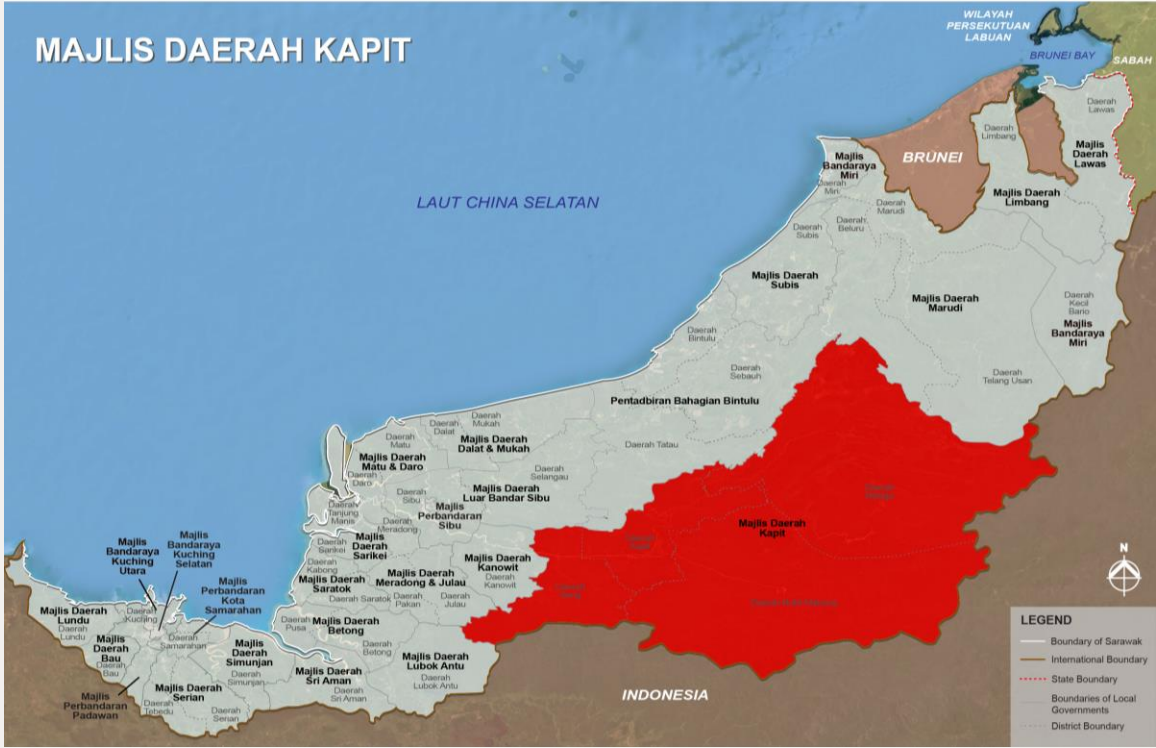 MAJLIS DAERAH KAPIT
WILAYAH
PERSEKUTUAN
LABUAN
BRUNEI BAY
SABAH
Daerah
Lawas
Daerah
Limbang
Majlis
Daerah
Lawas
BRUNEI
Majlis
Bandaraya
Miri
Daerah
Miri
Majlis Daerah
Limbang
LAUT CHINA SELATAN
Daerah
Marudi
Daerah
Beluru
Daerah
Subis
Majlis Daerah
Subis
Majlis Daerah
Marudi
Daerah
Kecil
Bario
Majlis
Bandaraya
Miri
Daerah
Bintulu
Daerah
Sebauh
Daerah
Telang Usan
Pentadbiran Bahagian Bintulu
Daerah
Mukah
Daerah
Dalat
Daerah
Matu
Majlis Daerah
Dalat & Mukah
Daerah Tatau
Majlis Daerah
Matu & Daro
Daerah
Daro
Daerah
Selangau
Daerah
Sibu
Majlis Daerah
Luar Bandar Sibu
Daerah
Tanjung
Manis
Majlis
Perbandaran
Sibu
Daerah
Meradong
Majlis Daerah
Kapit
Daerah
Sarikei
Majlis
Daerah
Sarikei
Majlis Daerah
Kanowit
Daerah
Kanowit
Daerah
Kabong
Majlis Daerah
Saratok
Majlis Daerah
Meradong & Julau
Daerah Saratok
Daerah
Pakan
Daerah
Julau
Majlis
Bandaraya
Kuching
Utara
Majlis
Bandaraya
Kuching
Selatan
Majlis
Perbandaran
Kota
Samarahan
Daerah
Pusa
Majlis Daerah
Betong
Daerah
Betong
Majlis Daerah
Lundu
Daerah
Lundu
Daerah
Kuching
Daerah
Samarahan
Majlis
Daerah
Bau
Daerah
Bau
Majlis
Daerah
Simunjan
Daerah
Simunjan
Majlis Daerah
Sri Aman
Daerah
Sri Aman
Majlis Daerah
Lubok Antu
Daerah
Lubok Antu
Majlis
Perbandaran
Padawan
Majlis Daerah
Serian
Daerah
Tebedu
Daerah
Serian
INDONESIA
N
LEGEND
Boundary of Sarawak
International Boundary
State Boundary
Boundaries of Local
Governments
District Boundary